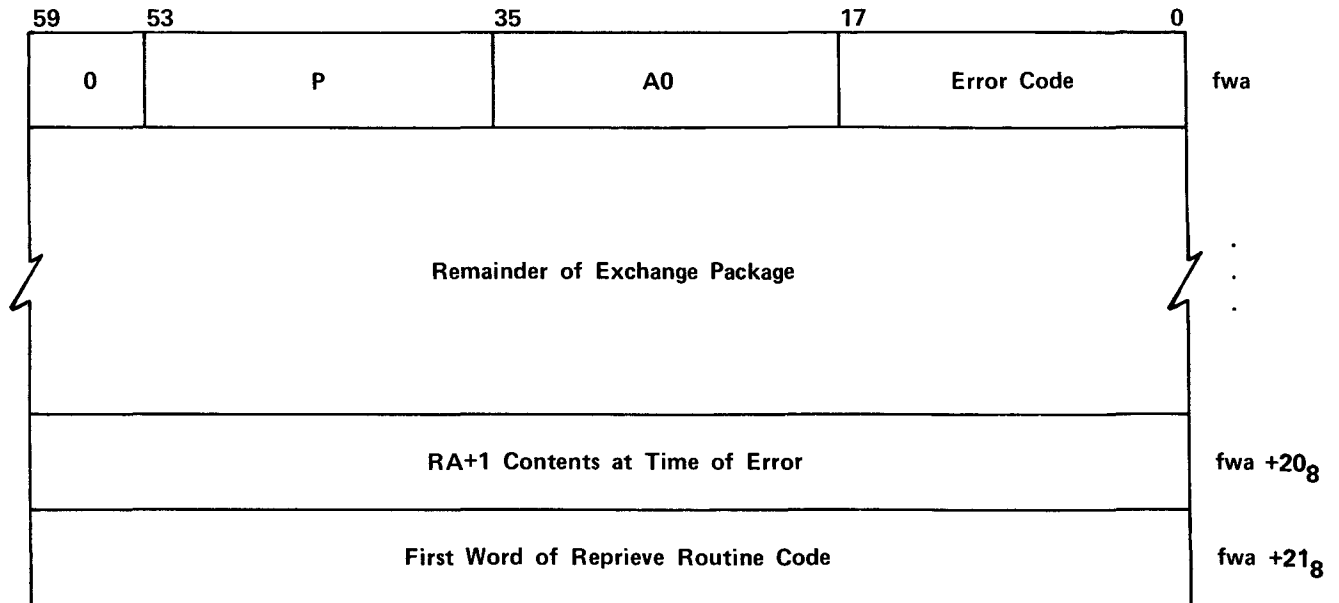 59 53 35 17 0
0 P A0 Error Code fwa
Remainder of Exchange Package
.
.
.
RA+1 Contents at Time of Error fwa +20₈
First Word of Reprieve Routine Code fwa +21₈